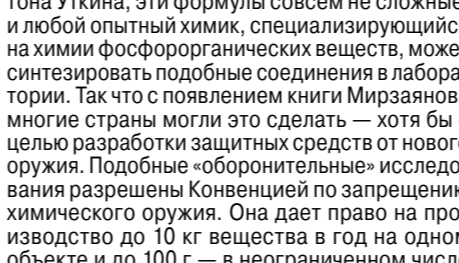 тона Уткина, эти формулы совсем не сложные
и любой опытный химик, специализирующийс
на химии фосфорорганических веществ, може
синтезировать подобные соединения в лабора
тории. Так что с появлением книги Мирзаянов
многие страны могли это сделать — хотя бы
целью разработки защитных средств от нового
оружия. Подобные «оборонительные» исследо
вания разрешены Конвенцией по запрещению
химического оружия. Она дает право на про
изводство до 10 кг вещества в год на одном
объекте и до 100 г — в неограниченном числе